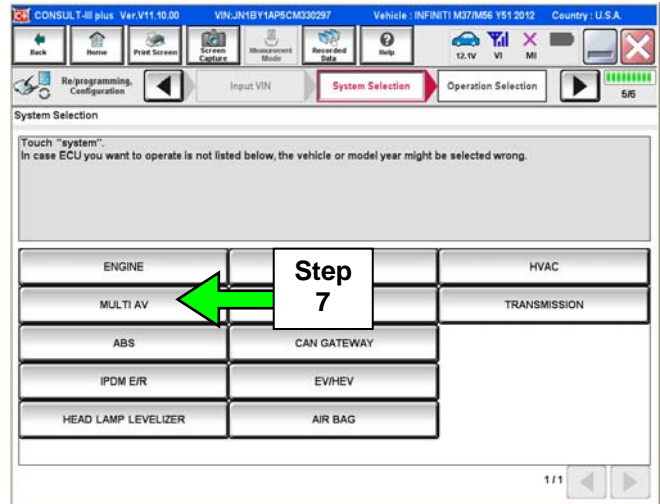 CONSULT-III plus Ver.V11.10.00 VIN:JN1BY1AP5CM330297 Vehicle : INFINITI M37/M56 Y51 2012 Country : U.S.A.
Back
Home
Print Screen
Screen Capture
Measurement Mode
Recorded Data
Help
12.1V
VI
MI
Re/programming, Configuration
Input VIN
System Selection
Operation Selection
5/6
System Selection
Touch "system".
In case ECU you want to operate is not listed below, the vehicle or model year might be selected wrong.
ENGINE
HVAC
Step
7
MULTI AV
TRANSMISSION
ABS
CAN GATEWAY
IPDM E/R
EV/HEV
HEAD LAMP LEVELIZER
AIR BAG
1/1